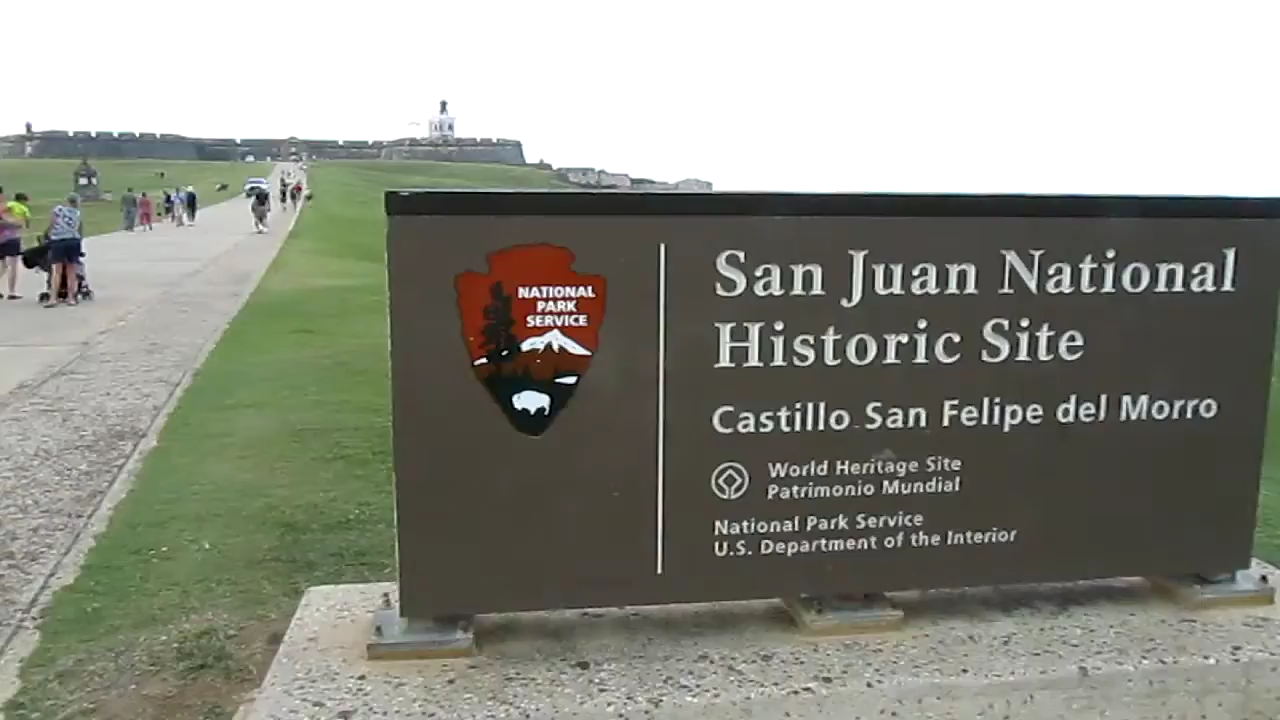 NATIONAL
PARK
SERVICE
San Juan National
Historic Site
Castillo San Felipe del Morro
World Heritage Site
Patrimonio Mundial
National Park Service
U.S. Department of the Interior